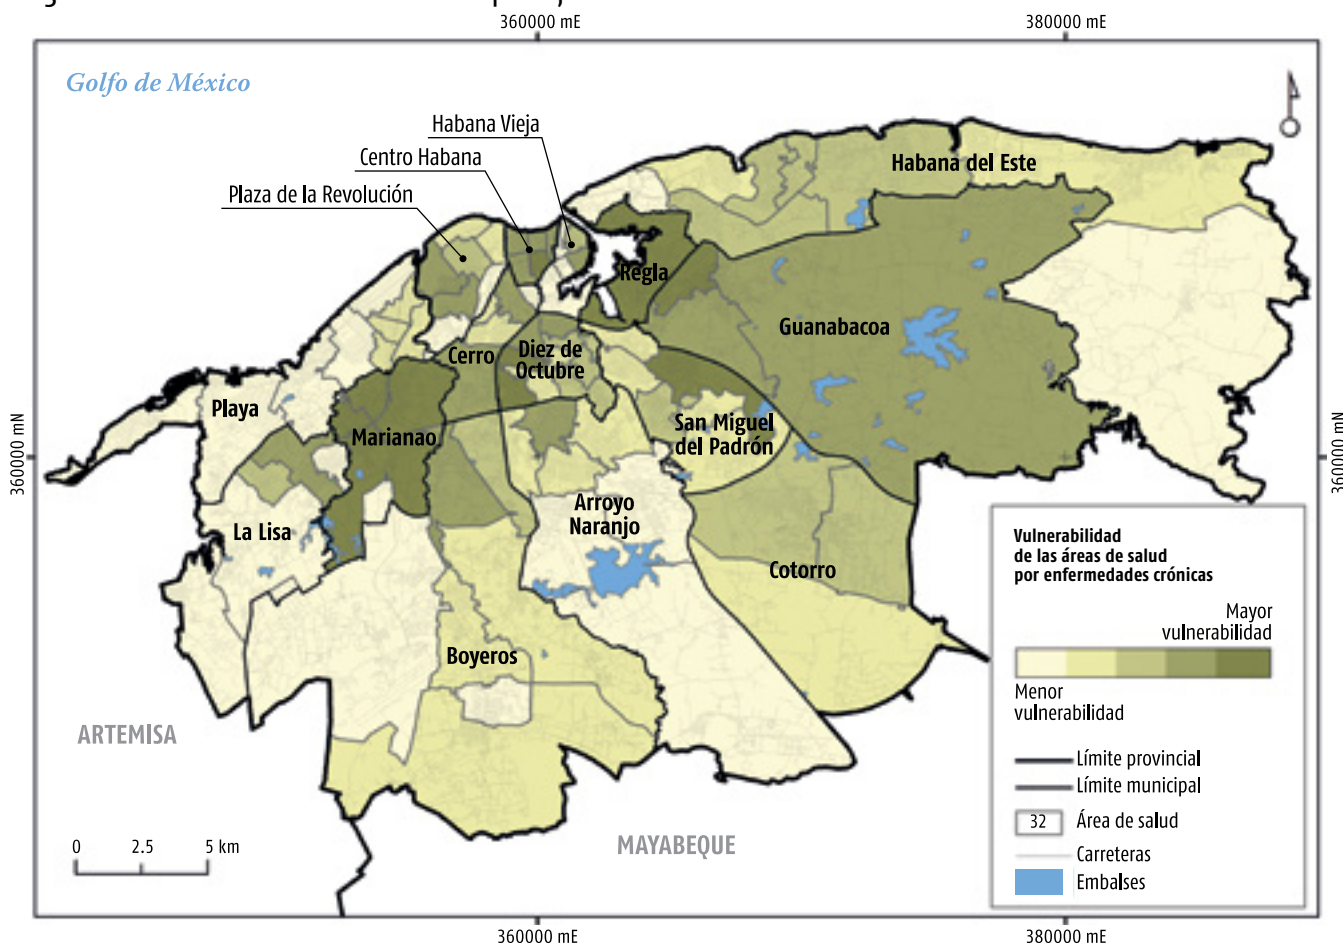 360000 mE
380000 mE
Golfo de México
Habana Vieja
Centro Habana
Plaza de la Revolución
Habana del Este
Regla
Guanabacoa
Cerro
Diez de
Octubre
Playa
Marianao
San Miguel
del Padrón
360000 mN
360000 mN
La Lisa
Arroyo
Naranjo
Cotorro
Boyeros
ARTEMISA
MAYABEQUE
0 2.5 5 km
Vulnerabilidad
de las áreas de salud
por enfermedades crónicas
Mayor
vulnerabilidad
Menor
vulnerabilidad
Límite provincial
Límite municipal
32 Área de salud
Carreteras
Embalses
360000 mE
380000 mE